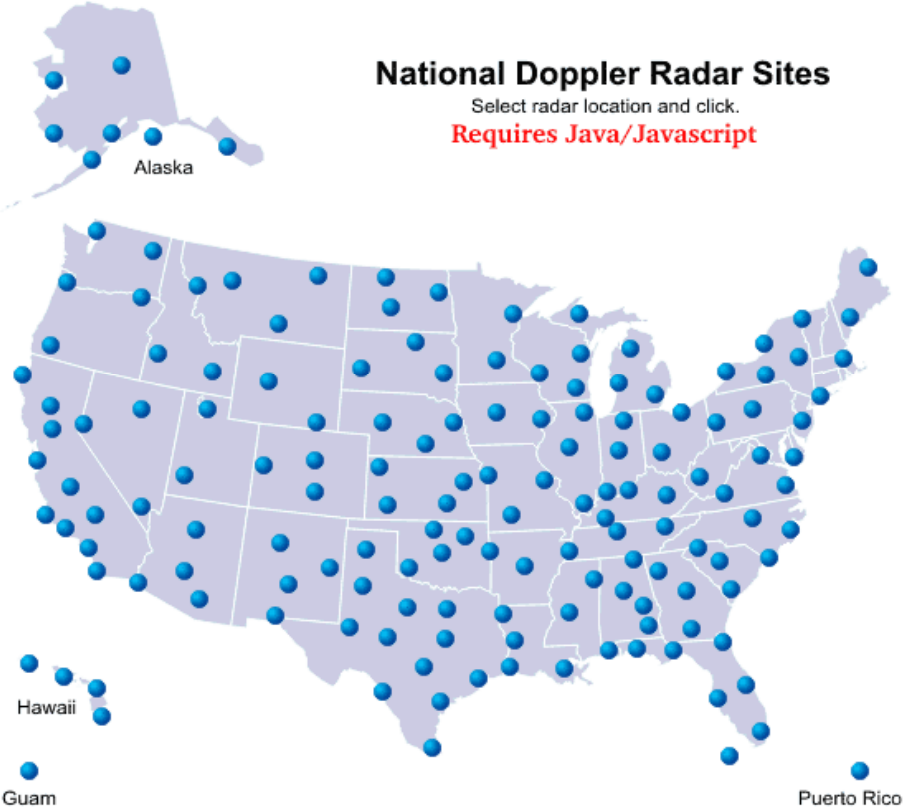 National Doppler Radar Sites
Select radar location and click.
Requires Java/Javascript
Alaska
Hawaii
Guam
Puerto Rico